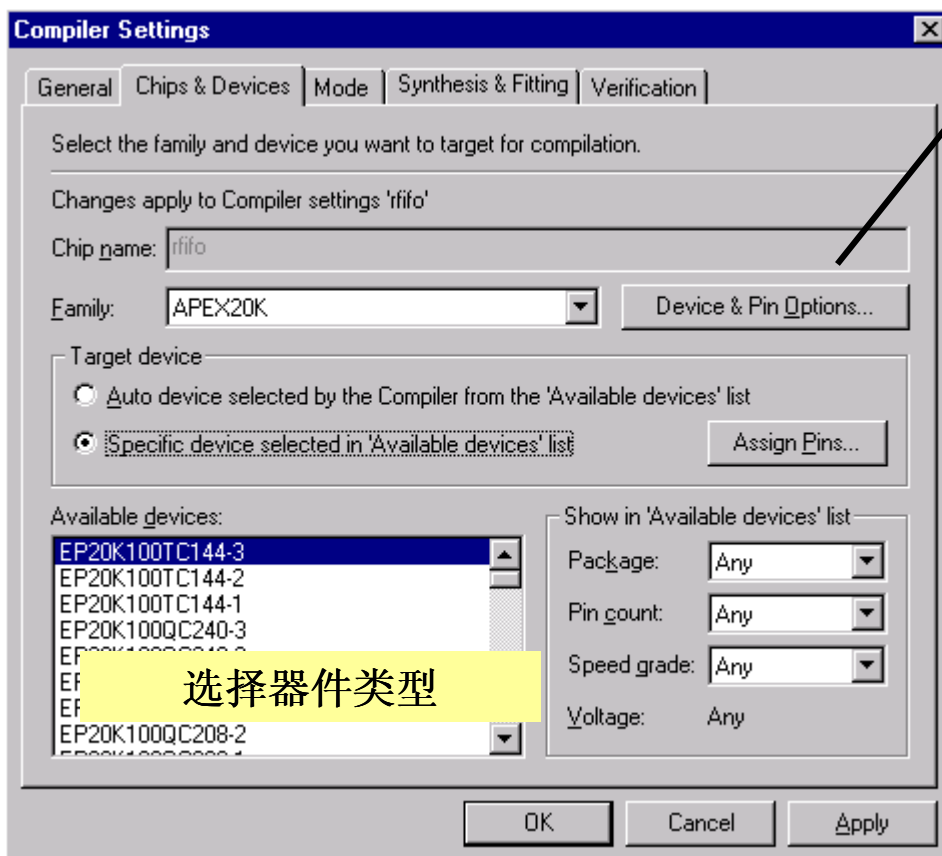 Compiler Settings
General Chips & Devices Mode Synthesis & Fitting Verification
Select the family and device you want to target for compilation.
Changes apply to Compiler settings 'rfifo'
Chip name: rfifo
Family: APEX20K Device & Pin Options...
Target device
Auto device selected by the Compiler from the 'Available devices' list
Specific device selected in 'Available devices' list Assign Pins...
Available devices:
EP20K100TC144-3
EP20K100TC144-2
EP20K100TC144-1
EP20K100QC240-3
选择器件类型
EP20K100QC208-2
Show in 'Available devices' list
Package: Any
Pin count: Any
Speed grade: Any
Voltage: Any
OK Cancel Apply